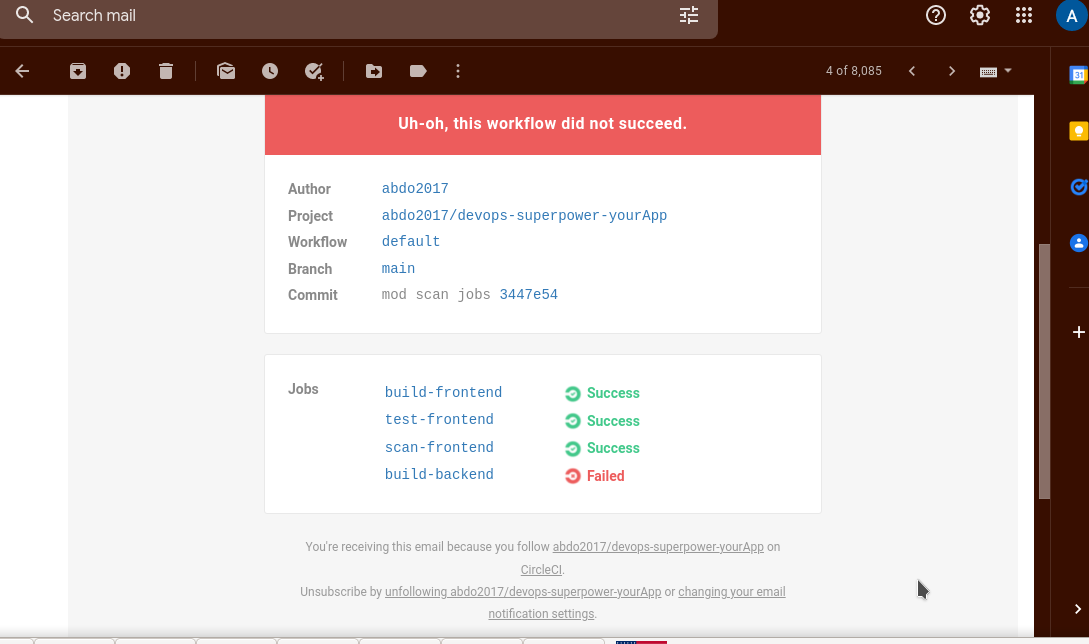 Search mail
A
4 of 8,085
31
Uh-oh, this workflow did not succeed.
Author abdo2017
Project abdo2017/devops-superpower-yourApp
Workflow default
Branch main
Commit mod scan jobs 3447e54
Jobs build-frontend Success
test-frontend Success
scan-frontend Success
build-backend Failed
You're receiving this email because you follow abdo2017/devops-superpower-yourApp on
CircleCI.
Unsubscribe by unfollowing abdo2017/devops-superpower-yourApp or changing your email
notification settings.